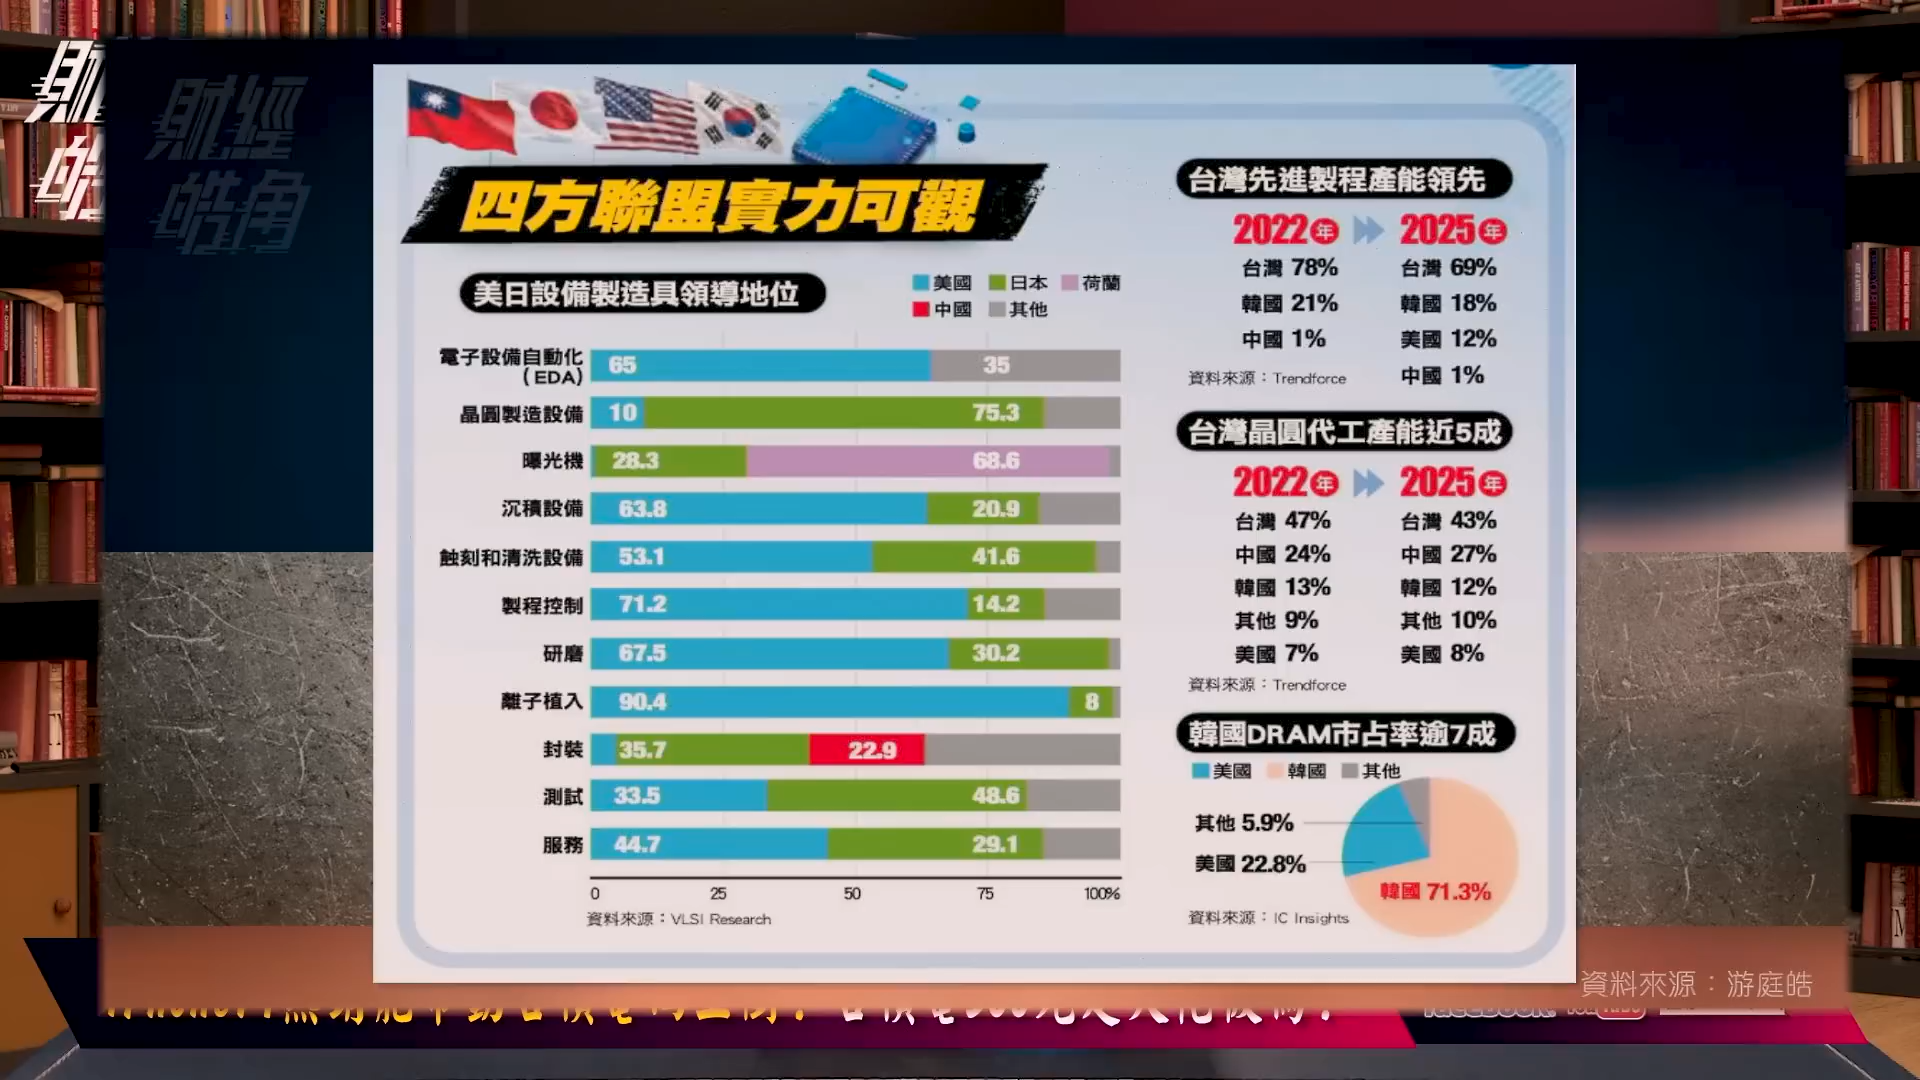 財經
皓角
四方聯盟實力可觀
美日設備製造具領導地位
美國 日本 荷蘭
中國 其他
電子設備自動化
(EDA) 65 35
晶圓製造設備 10 75.3
曝光機 28.3 68.6
沉積設備 63.8 20.9
蝕刻和清洗設備 53.1 41.6
製程控制 71.2 14.2
研磨 67.5 30.2
離子植入 90.4 8
封裝 35.7 22.9
測試 33.5 48.6
服務 44.7 29.1
0 25 50 75 100%
資料來源：VLSI Research
台灣先進製程產能領先
2022年 2025年
台灣 78% 台灣 69%
韓國 21% 韓國 18%
中國 1% 美國 12%
資料來源：Trendforce 中國 1%
台灣晶圓代工產能近5成
2022年 2025年
台灣 47% 台灣 43%
中國 24% 中國 27%
韓國 13% 韓國 12%
其他 9% 其他 10%
美國 7% 美國 8%
資料來源：Trendforce
韓國DRAM市占率逾7成
美國 韓國 其他
其他 5.9%
美國 22.8%
韓國 71.3%
資料來源：IC Insights
資料來源：游庭皓